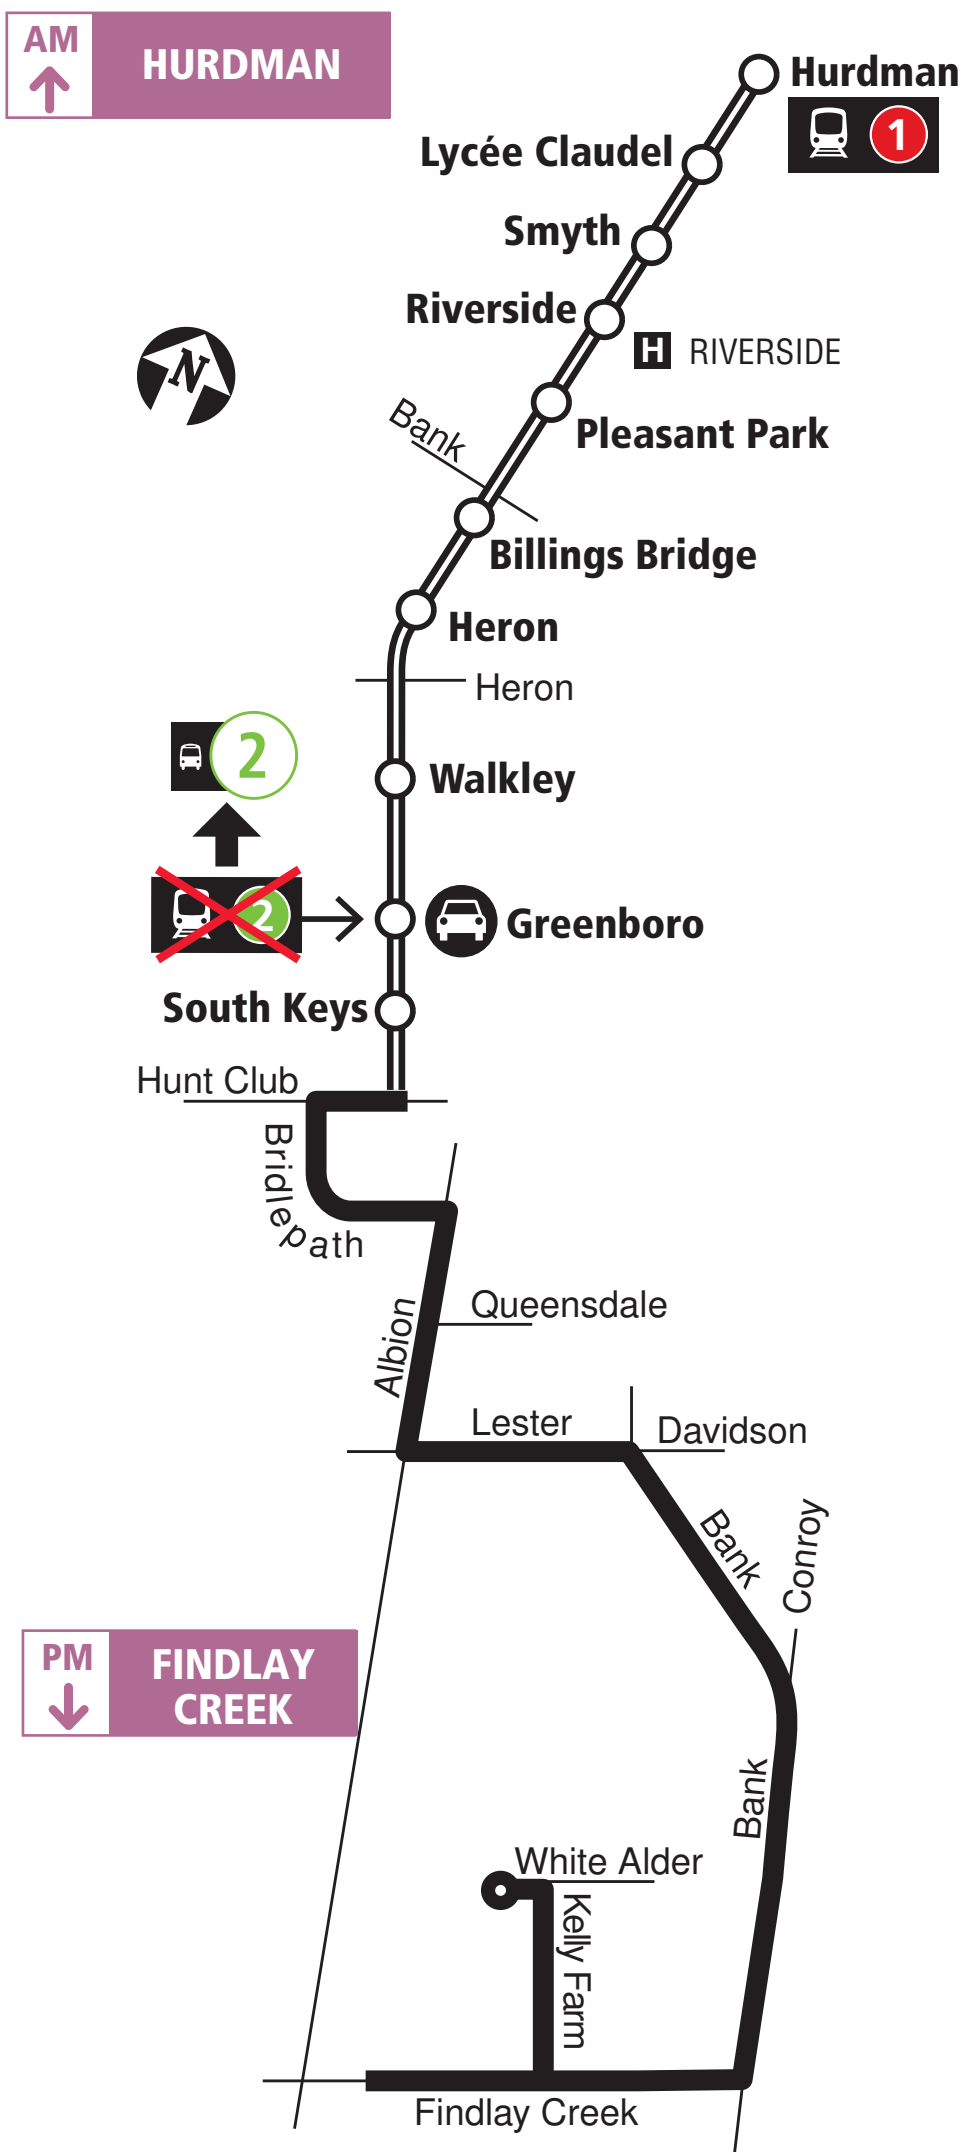 AM
HURDMAN
Hurdman
1
Lycée Claudel
Smyth
Riverside
H RIVERSIDE
N
Bank
Pleasant Park
Billings Bridge
Heron
Heron
2
Walkley
2
Greenboro
South Keys
Hunt Club
Bridlepath
Queensdale
Albion
Lester
Davidson
Bank
Conroy
PM
FINDLAY
CREEK
Bank
White Alder
Kelly Farm
Findlay Creek